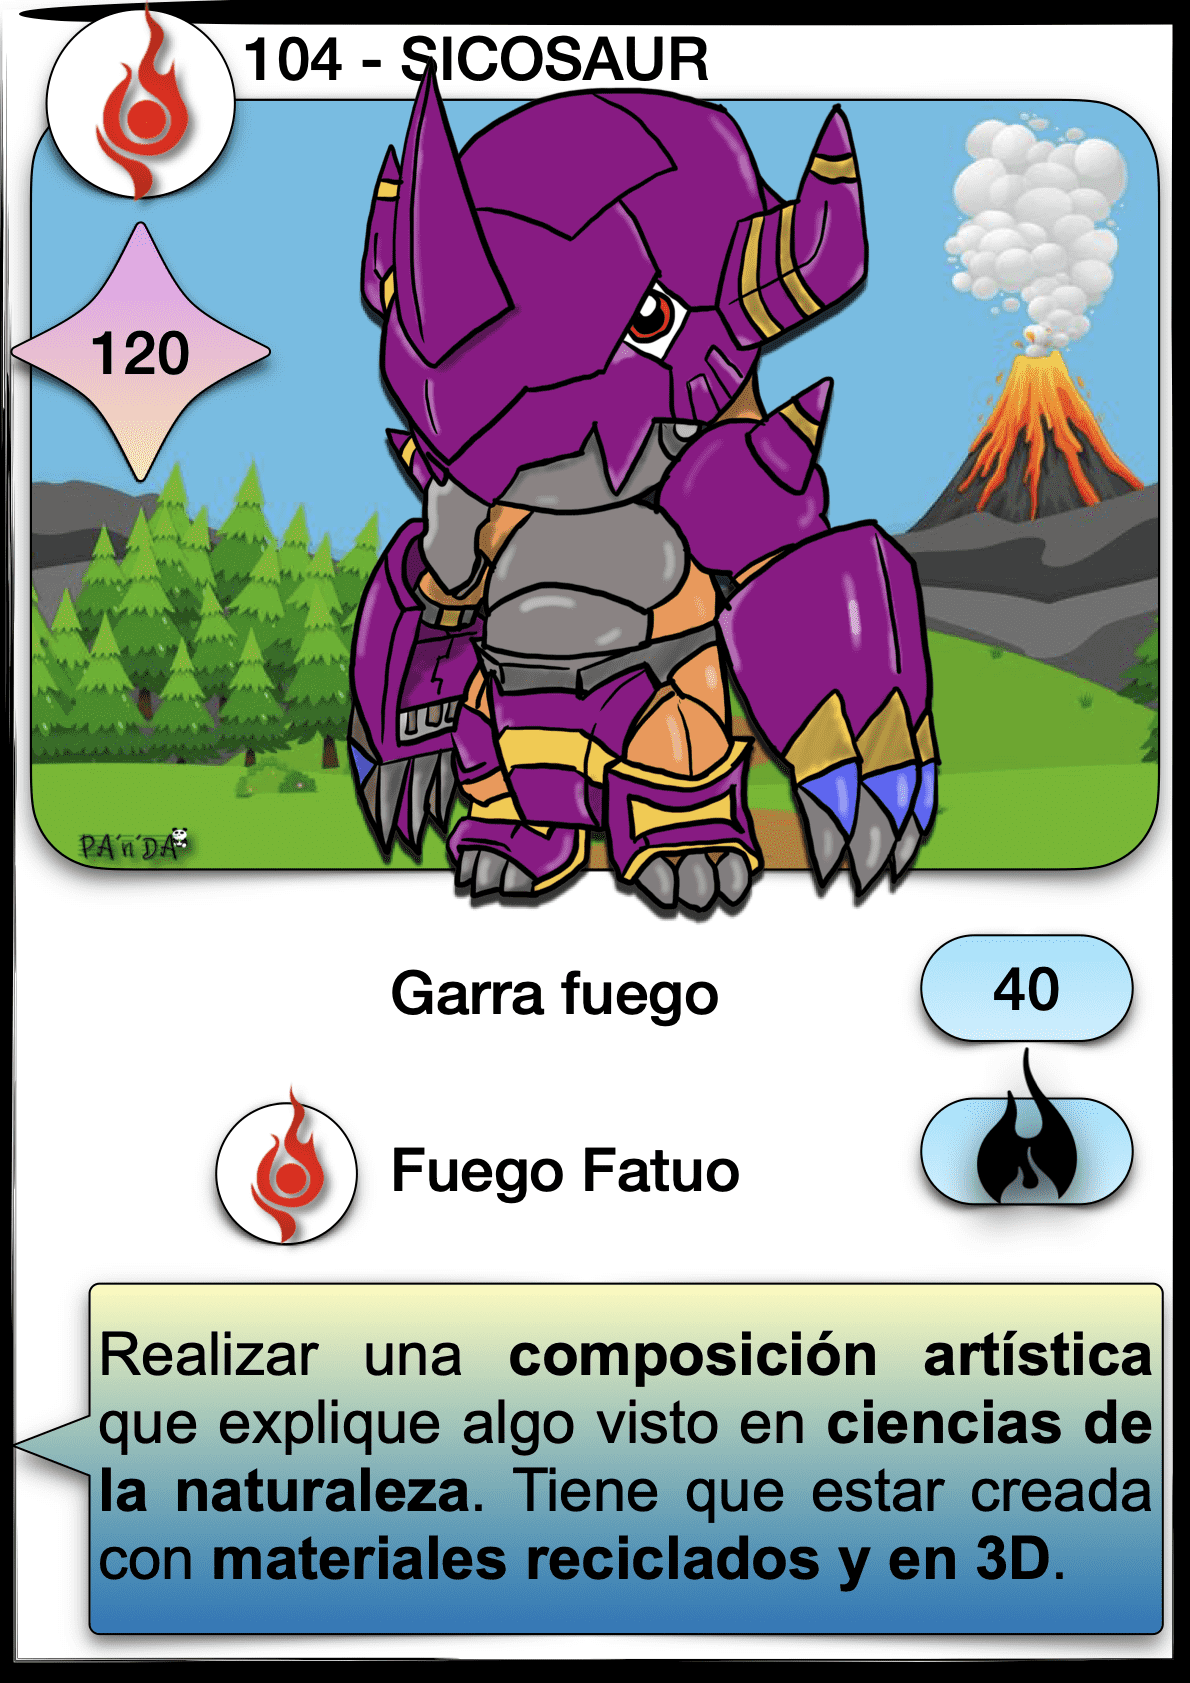 104 - SICOSAUR
120
PA'n'DA
Garra fuego
40
Fuego Fatuo
Realizar una composición artística
que explique algo visto en ciencias de
la naturaleza. Tiene que estar creada
con materiales reciclados y en 3D.